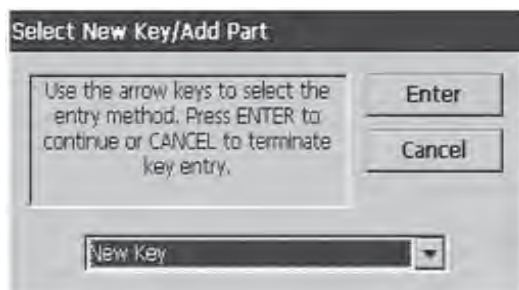 Select New Key/Add Part
Use the arrow keys to select the
entry method. Press ENTER to
continue or CANCEL to terminate
key entry.
Enter
Cancel
New Key